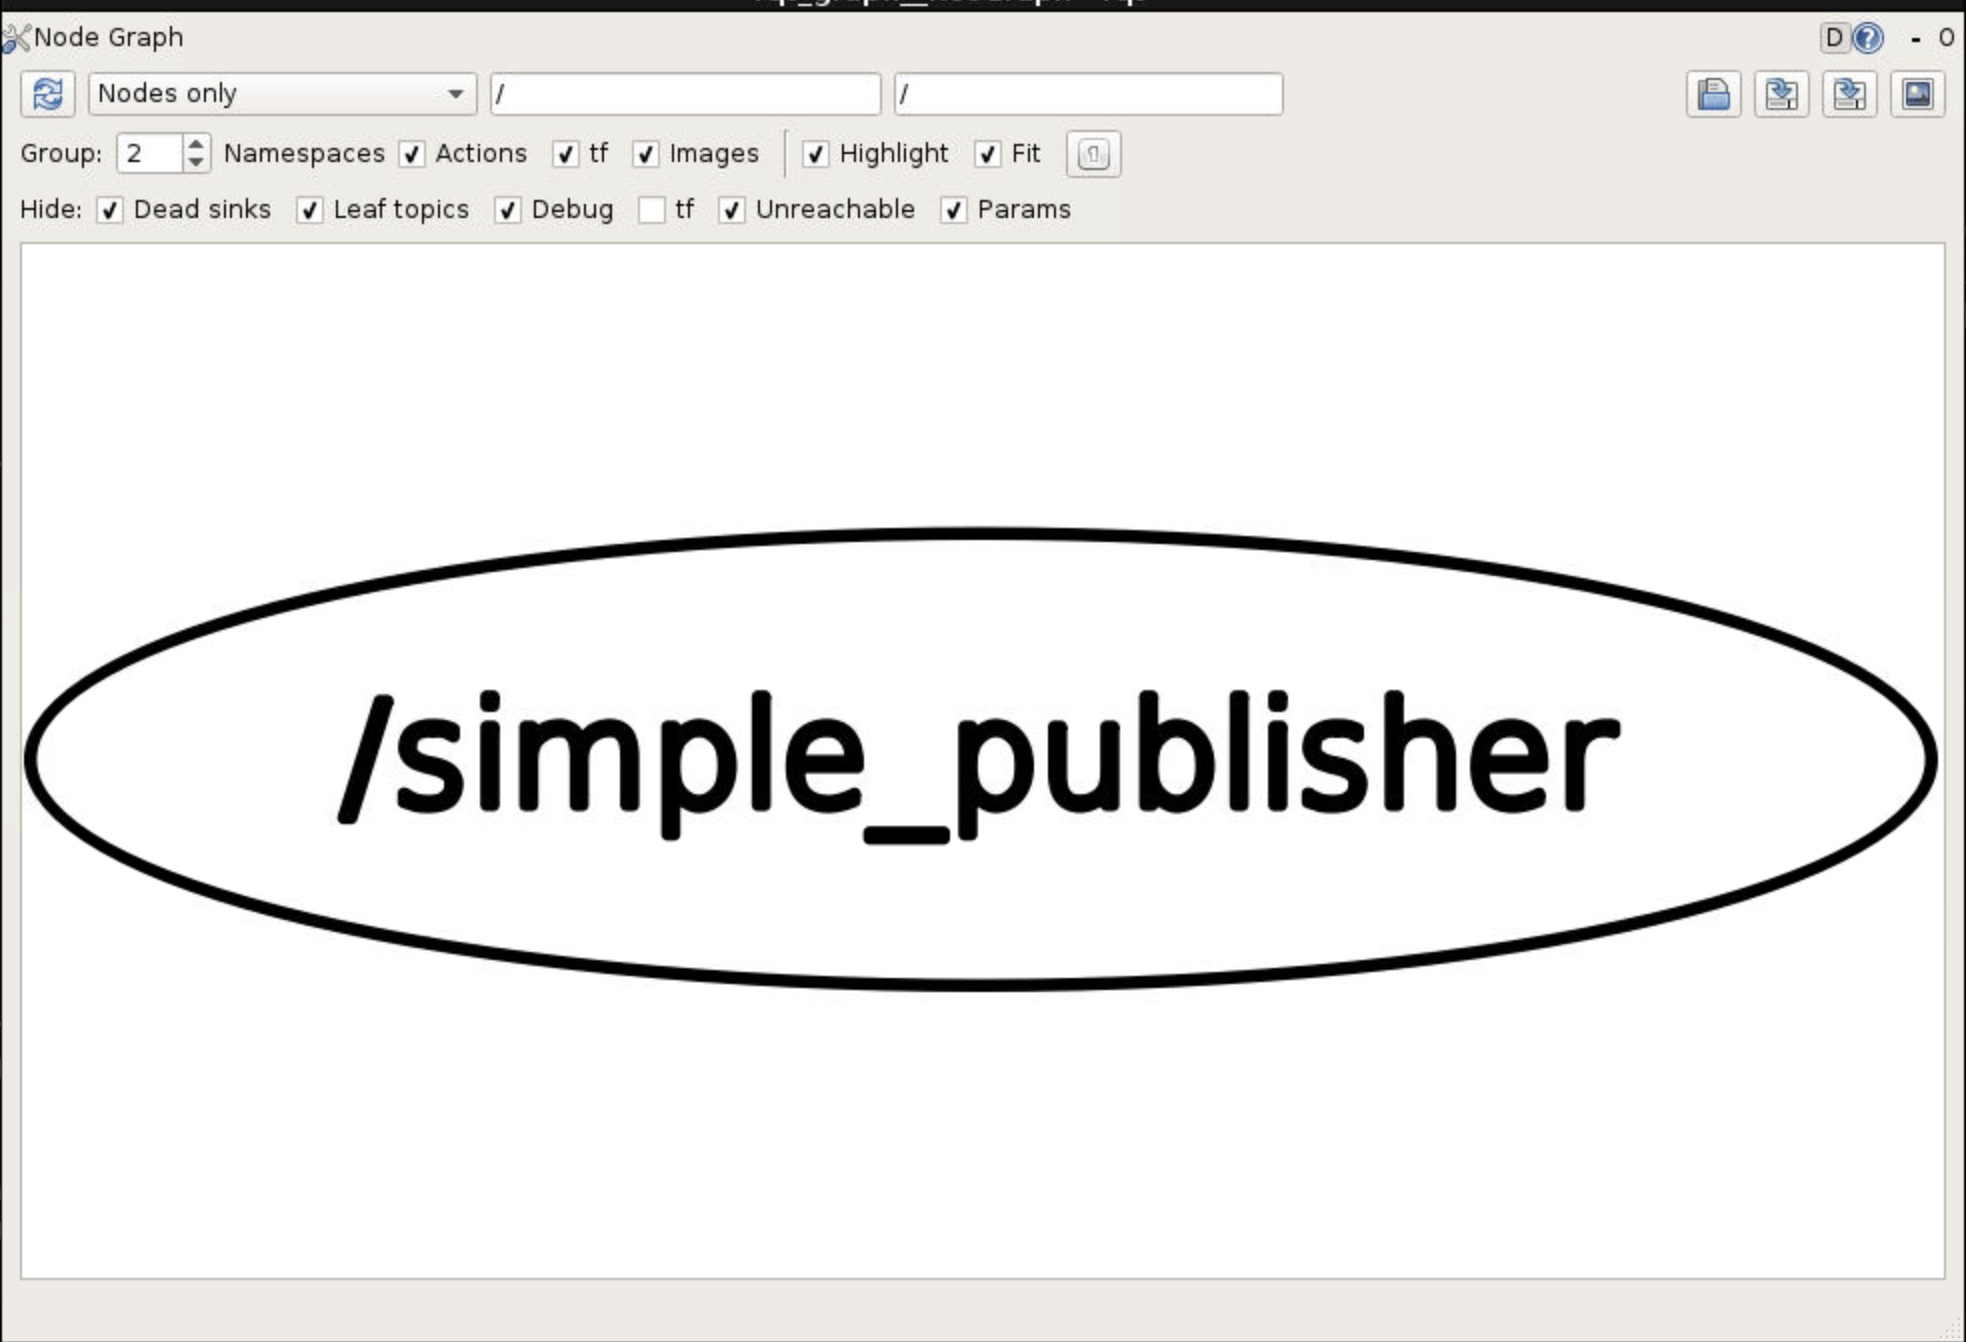 Node Graph D ? - O
Nodes only / /
Group: 2 Namespaces Actions tf Images Highlight Fit
Hide: Dead sinks Leaf topics Debug tf Unreachable Params
/simple_publisher